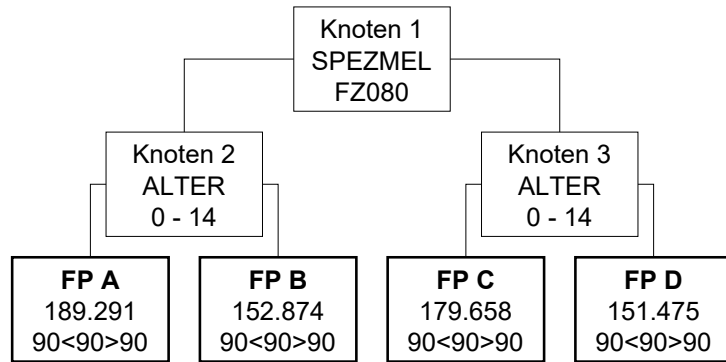 Knoten 1
SPEZMEL
FZ080
Knoten 2
ALTER
0 - 14
Knoten 3
ALTER
0 - 14
FP A
189.291
90<90>90
FP B
152.874
90<90>90
FP C
179.658
90<90>90
FP D
151.475
90<90>90